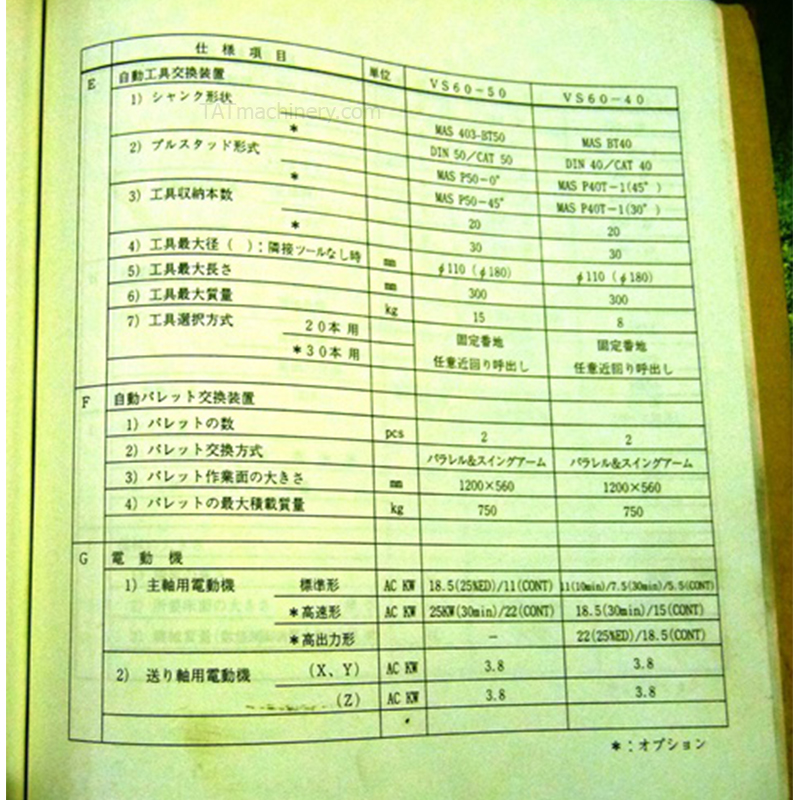 仕様項目 単位 VS60-50 VS60-40
E 自動工具交換装置
1) シャンク形状 MAS 403-BT50 MAS BT40
* DIN 50/CAT 50 DIN 40/CAT 40
2) プルスタッド形式 MAS P50-0° MAS P40T-1(45°)
* MAS P50-45° MAS P40T-1(30°)
3) 工具収納本数 20 20
* 30 30
4) 工具最大径( ):隣接ツールなし時 mm φ110 (φ180) φ110 (φ180)
5) 工具最大長さ mm 300 300
6) 工具最大質量 kg 15 8
7) 工具選択方式 20本用 固定番地 固定番地
*30本用 任意近回り呼出し 任意近回り呼出し
F 自動パレット交換装置
1) パレットの数 pcs 2 2
2) パレット交換方式 パラレル&スイングアーム パラレル&スイングアーム
3) パレット作業面の大きさ mm 1200×560 1200×560
4) パレットの最大積載質量 kg 750 750
G 電動機
1) 主軸用電動機 標準形 AC KW 18.5(25%ED)/11(CONT) 11(10min)/7.5(30min)/5.5(CONT)
*高速形 AC KW 25KW(30min)/22(CONT) 18.5(30min)/15(CONT)
*高出力形 - 22(25%ED)/18.5(CONT)
2) 送り軸用電動機 (X、Y) AC KW 3.8 3.8
(Z) AC KW 3.8 3.8
*:オプション
TATmachinery.com